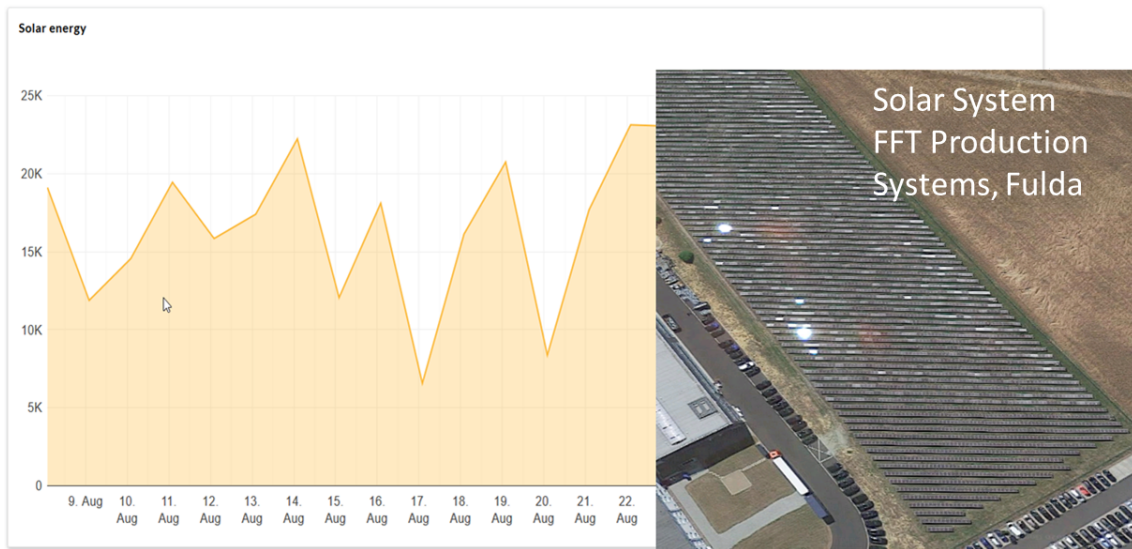 Solar energy
25K
20K
15K
10K
5K
0
9. Aug
10.
Aug
11.
Aug
12.
Aug
13.
Aug
14.
Aug
15.
Aug
16.
Aug
17.
Aug
18.
Aug
19.
Aug
20.
Aug
21.
Aug
22.
Aug
Solar System
FFT Production
Systems, Fulda